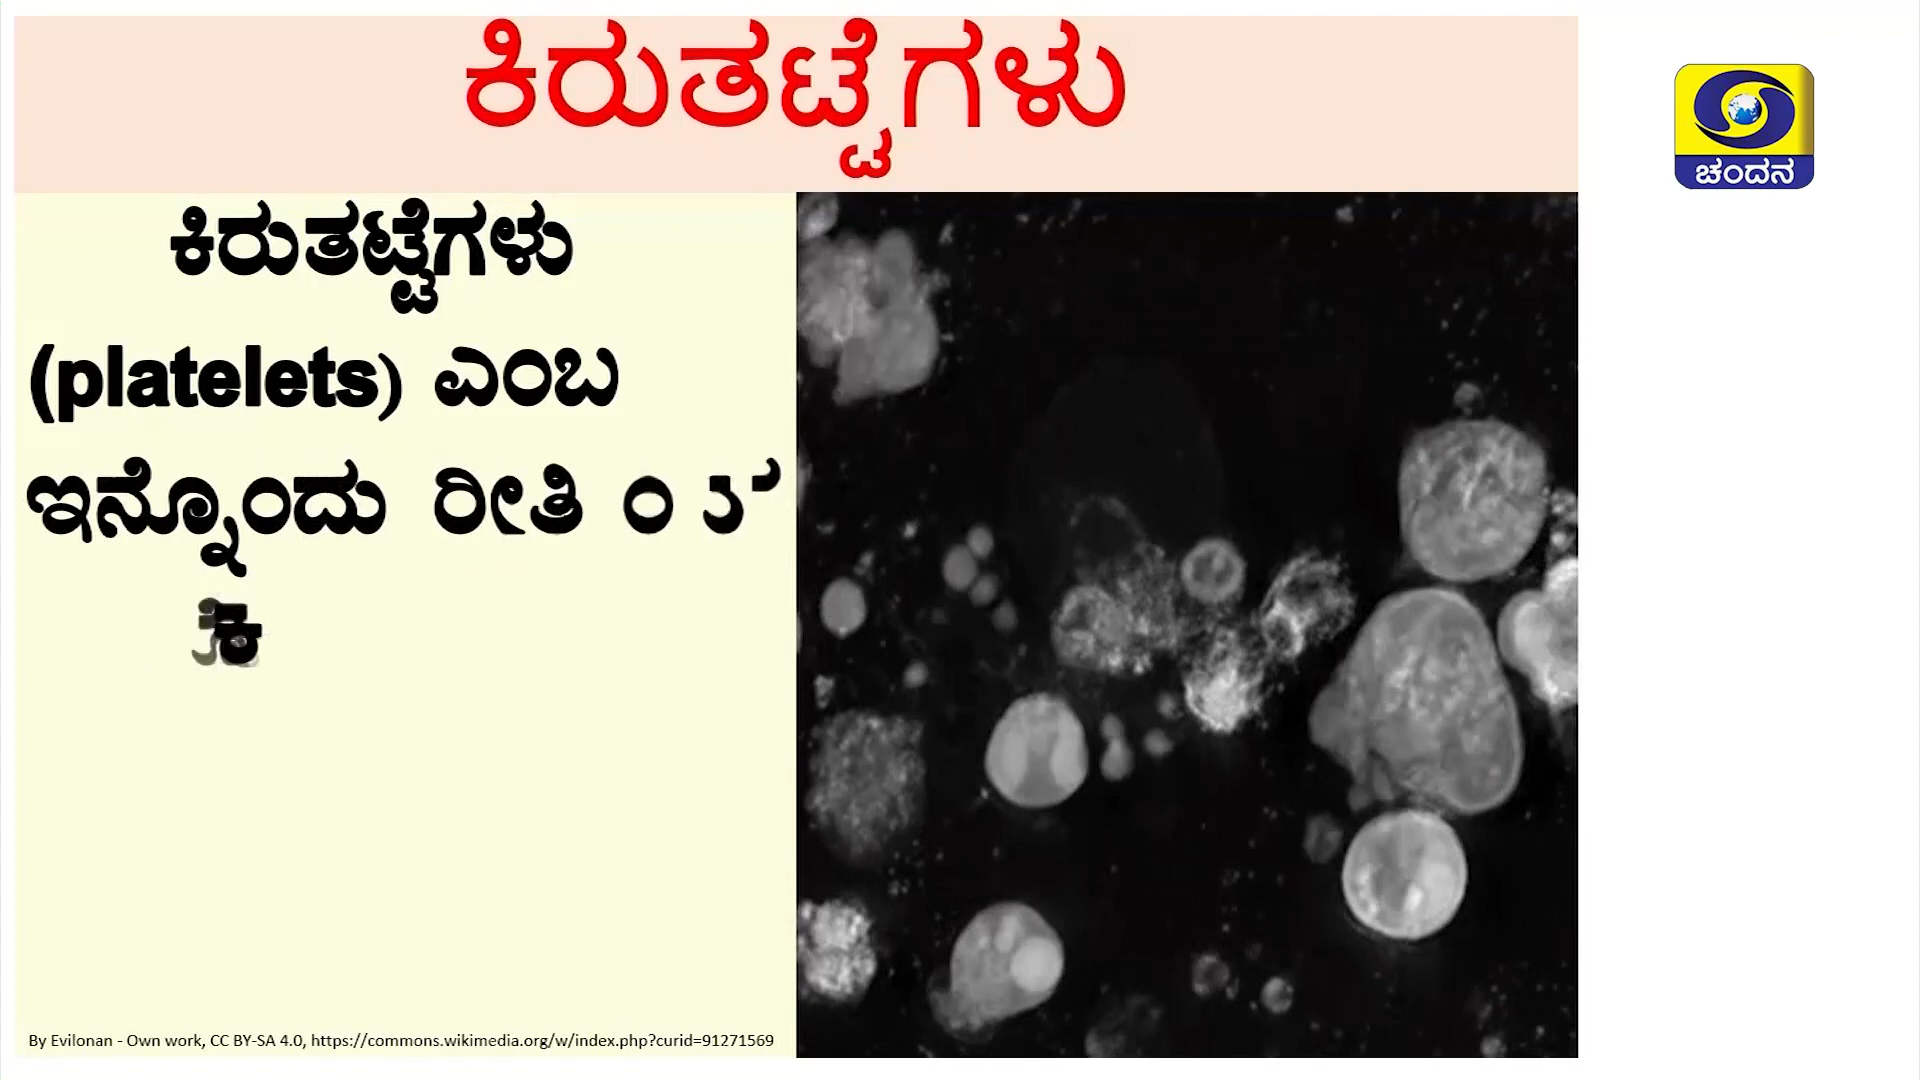 ಕಿರುತಟ್ಟೆಗಳು
ಚಂದನ
ಕಿರುತಟ್ಟೆಗಳು
(platelets) ಎಂಬ
ಇನ್ನೊಂದು ರೀತಿ
By Evilonan - Own work, CC BY-SA 4.0, https://commons.wikimedia.org/w/index.php?curid=91271569